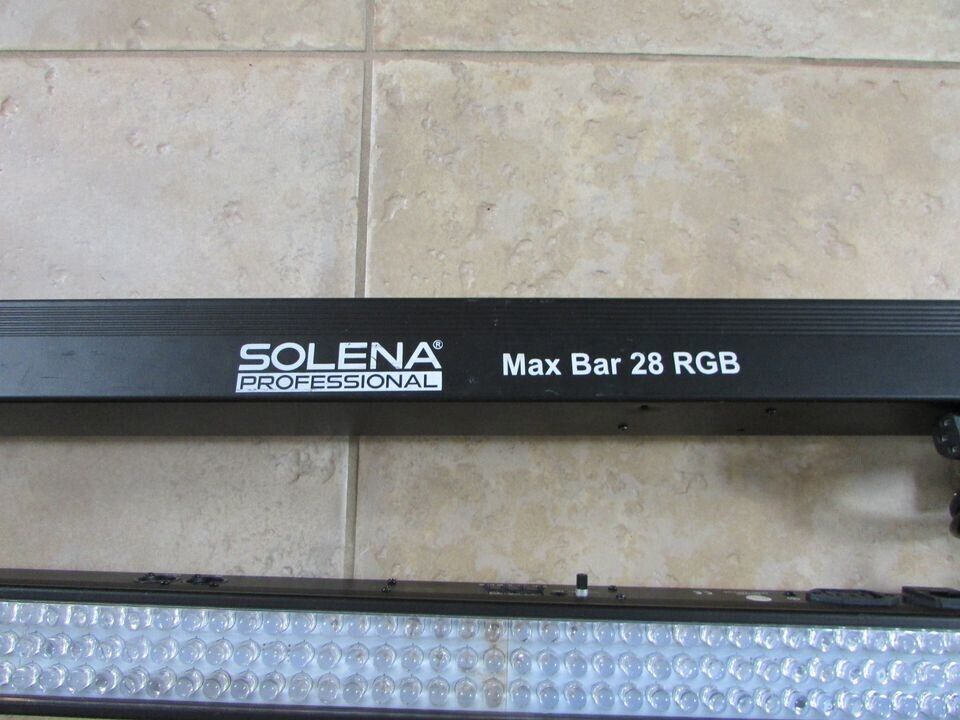 SOLENA®
PROFESSIONAL
Max Bar 28 RGB